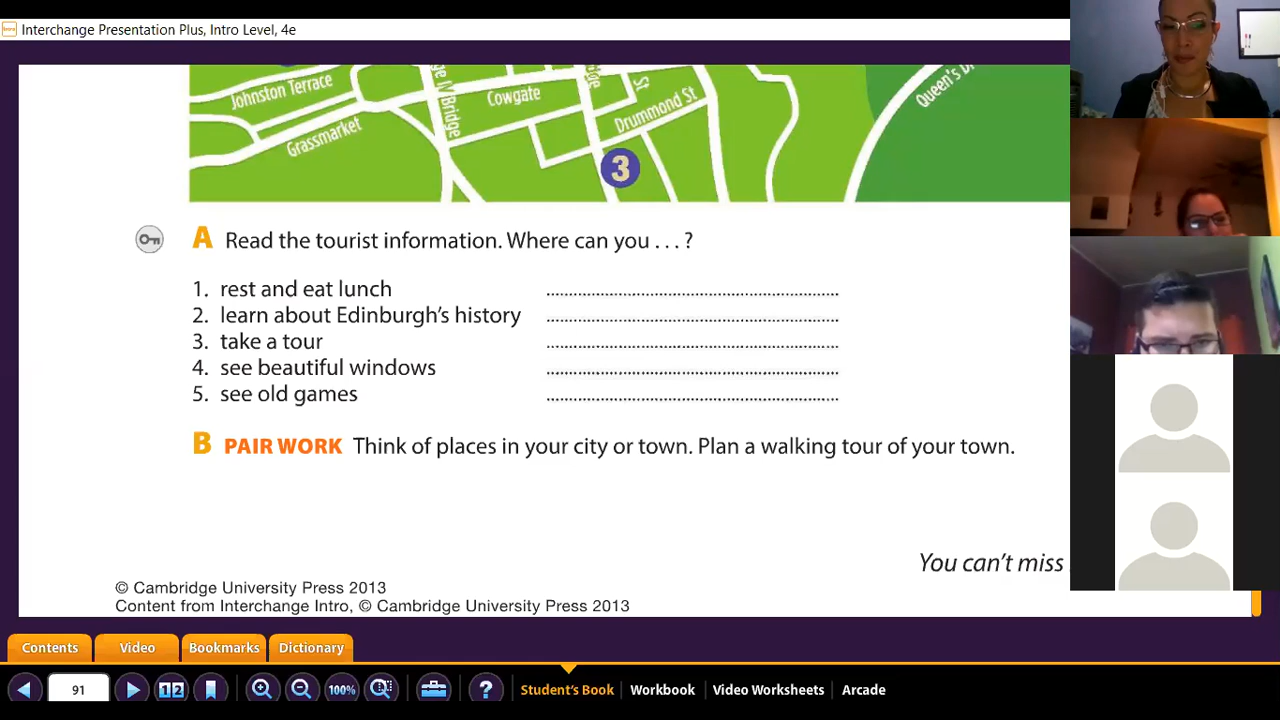 Interchange Presentation Plus, Intro Level, 4e
Johnston Terrace
Grassmarket
IV Bridge
Cowgate
St
Drummond St
3
A Read the tourist information. Where can you . . . ?
1. rest and eat lunch ........................................................
2. learn about Edinburgh's history ........................................................
3. take a tour ........................................................
4. see beautiful windows ........................................................
5. see old games ........................................................
B PAIR WORK Think of places in your city or town. Plan a walking tour of your town.
You can't miss
© Cambridge University Press 2013
Content from Interchange Intro, © Cambridge University Press 2013
Contents Video Bookmarks Dictionary
91 1 2 100% ? Student's Book Workbook Video Worksheets Arcade